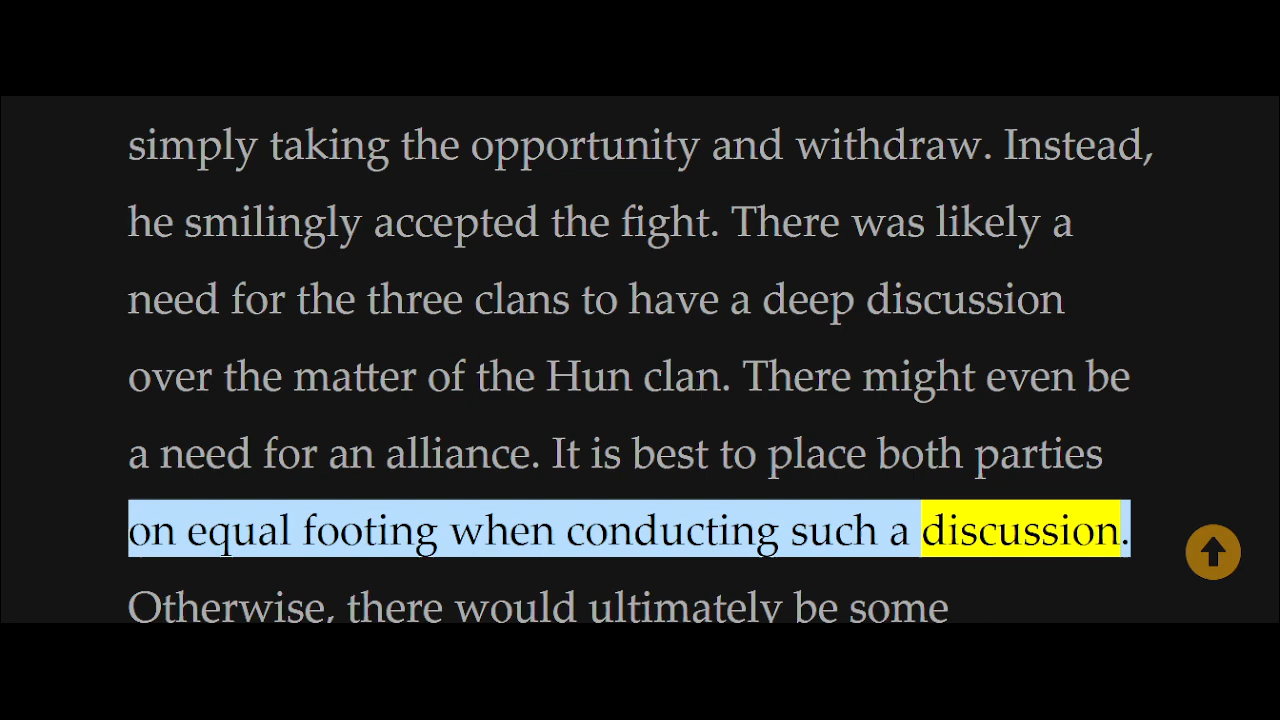 simply taking the opportunity and withdraw. Instead,
he smilingly accepted the fight. There was likely a
need for the three clans to have a deep discussion
over the matter of the Hun clan. There might even be
a need for an alliance. It is best to place both parties
on equal footing when conducting such a discussion.
Otherwise, there would ultimately be some